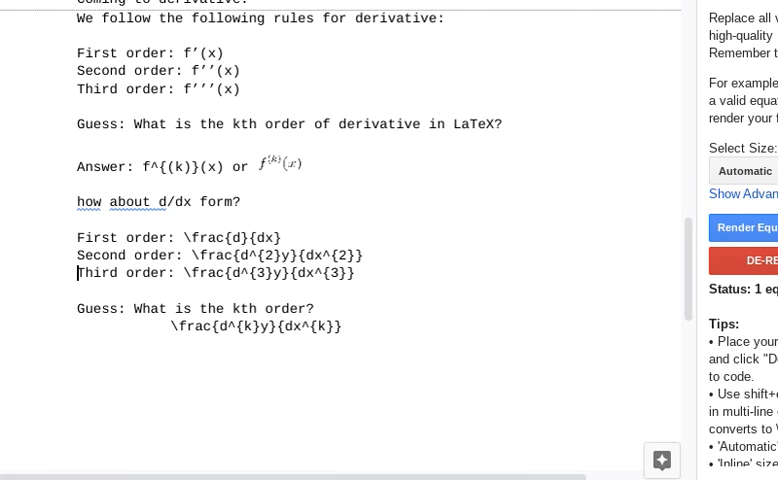 We follow the following rules for derivative:
First order: f’(x)
Second order: f’’(x)
Third order: f’’’(x)
Guess: What is the kth order of derivative in LaTeX?
Answer: f^{(k)}(x) or f^{(k)}(x)
how about d/dx form?
First order: \frac{d}{dx}
Second order: \frac{d^{2}y}{dx^{2}}
Third order: \frac{d^{3}y}{dx^{3}}
Guess: What is the kth order?
\frac{d^{k}y}{dx^{k}}
Replace all
high-quality
Remember
For example
a valid equa
render your
Select Size:
Automatic
Show Advan
Render Equ
DE-RE
Status: 1 eq
Tips:
• Place your
and click "D
to code.
• Use shift+
in multi-line
converts to
• 'Automatic'
• 'Inline' size